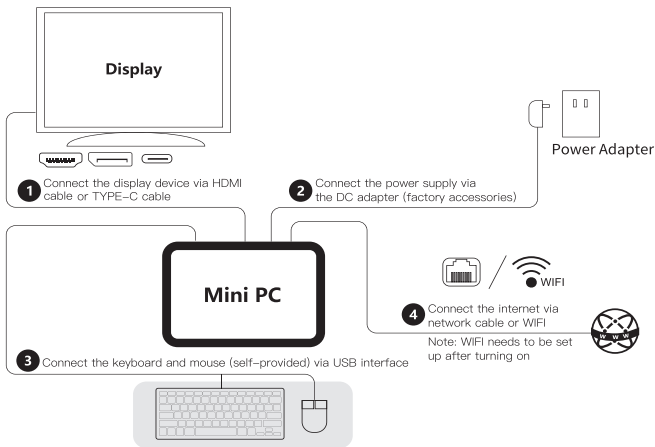 Display
Power Adapter
1 Connect the display device via HDMI
cable or TYPE-C cable
2 Connect the power supply via
the DC adapter (factory accessories)
Mini PC
WIFI
4 Connect the internet via
network cable or WIFI
Note: WIFI needs to be set
up after turning on
W W W
3 Connect the keyboard and mouse (self-provided) via USB interface